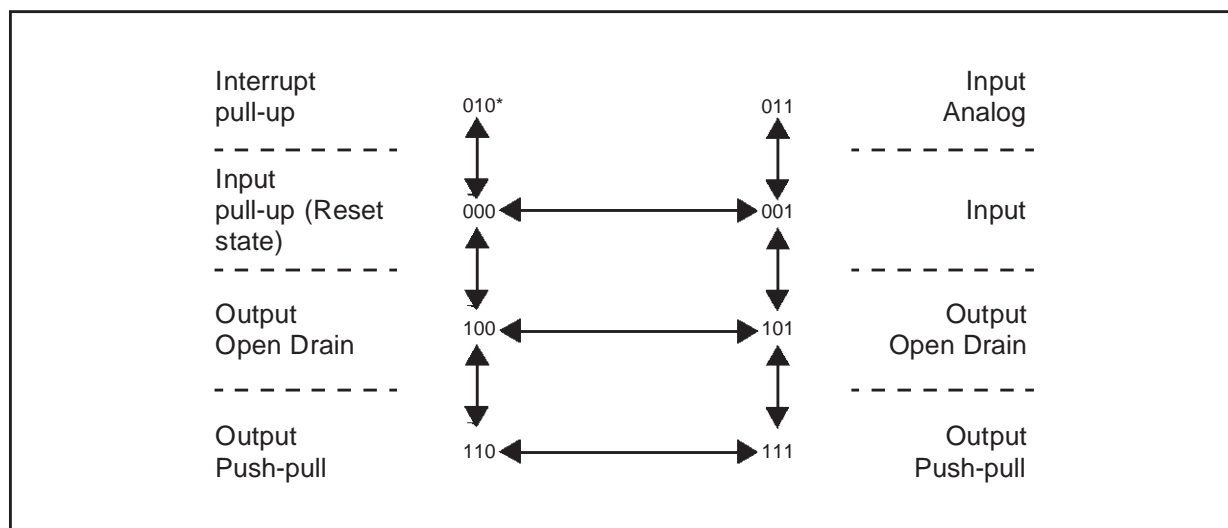 Interrupt
pull-up
010*
011
Input
Analog
Input
pull-up (Reset
state)
000
001
Input
Output
Open Drain
100
101
Output
Open Drain
Output
Push-pull
110
111
Output
Push-pull